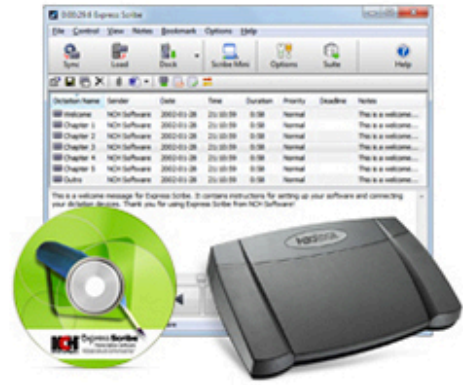 0:00:29.6 Express Scribe
File Control View Notes Bookmark Options Help
Sync Load Dock Scribe Mini Options Suite Help
Dictation Name Sender Date Time Duration Priority Deadline Notes
Welcome NCH Software 2002-01-28 21:10:59 0:58 Normal This is a welcome...
Chapter 1 NCH Software 2002-01-28 21:10:59 0:58 Normal This is a welcome...
Chapter 2 NCH Software 2002-01-28 21:10:59 0:58 Normal This is a welcome...
Chapter 3 NCH Software 2002-01-28 21:10:59 0:58 Normal This is a welcome...
Chapter 4 NCH Software 2002-01-28 21:10:59 0:58 Normal This is a welcome...
Chapter 5 NCH Software 2002-01-28 21:10:59 0:58 Normal This is a welcome...
Outro NCH Software 2002-01-28 21:10:59 0:58 Normal This is a welcome...
This is a welcome message for Express Scribe. It contains instructions for setting up your software and connecting
your dictation devices. Thank you for using Express Scribe from NCH Software!
NCH Express Scribe